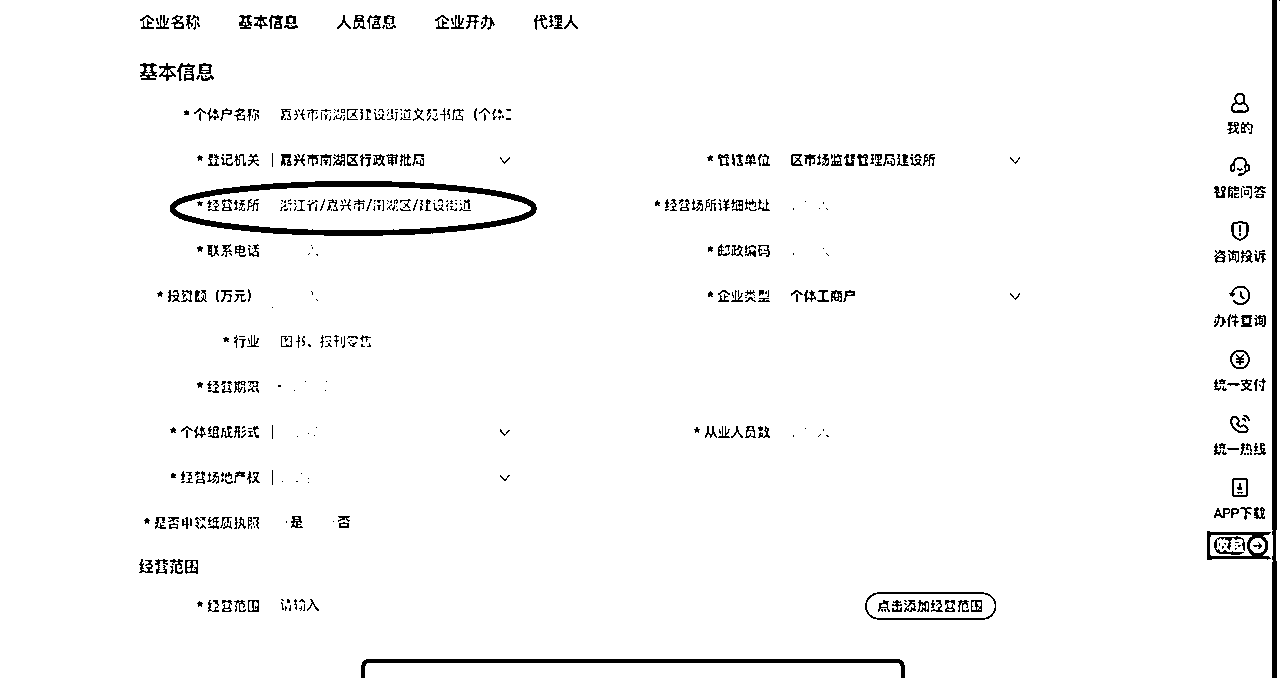 企业名称 基本信息 人员信息 企业开办 代理人
基本信息
* 个体户名称 嘉兴市南湖区建设街道文苑书店（个体工
* 登记机关 嘉兴市南湖区行政审批局 * 管辖单位 区市场监督管理局建设所
* 经营场所 浙江省/嘉兴市/南湖区/建设街道 * 经营场所详细地址
* 联系电话 * 邮政编码
* 投资额（万元） * 企业类型 个体工商户
* 行业 图书、报刊零售
* 经营期限
* 个体组成形式 * 从业人员数
* 经营场地产权
* 是否申领纸质执照 是 否
经营范围
* 经营范围 请输入 点击添加经营范围
我的
智能问答
咨询投诉
办件查询
统一支付
统一热线
APP下载
收起